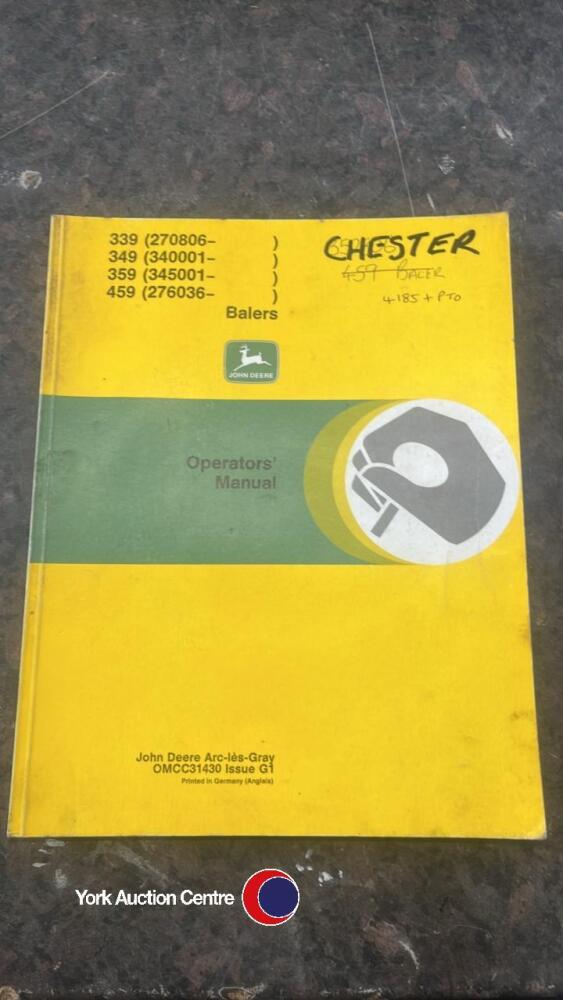 339 (270806- )
349 (340001- )
359 (345001- )
459 (276036- )
Balers
CHESTER
459 BALER
4185 + PTO
JOHN DEERE
Operators'
Manual
John Deere Arc-lès-Gray
OMCC31430 Issue G1
Printed in Germany (Anglais)
York Auction Centre